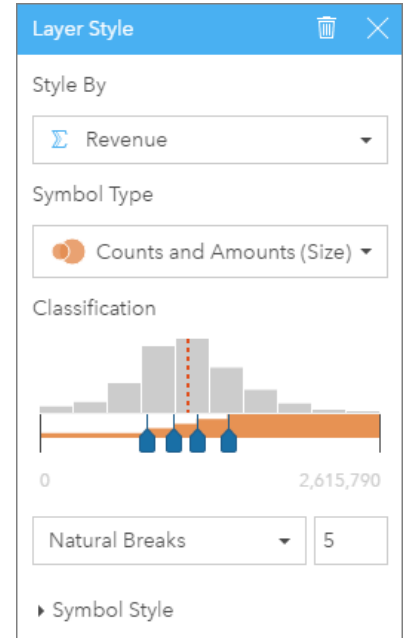 Layer Style
Style By
Σ Revenue
Symbol Type
Counts and Amounts (Size)
Classification
0 2,615,790
Natural Breaks 5
Symbol Style